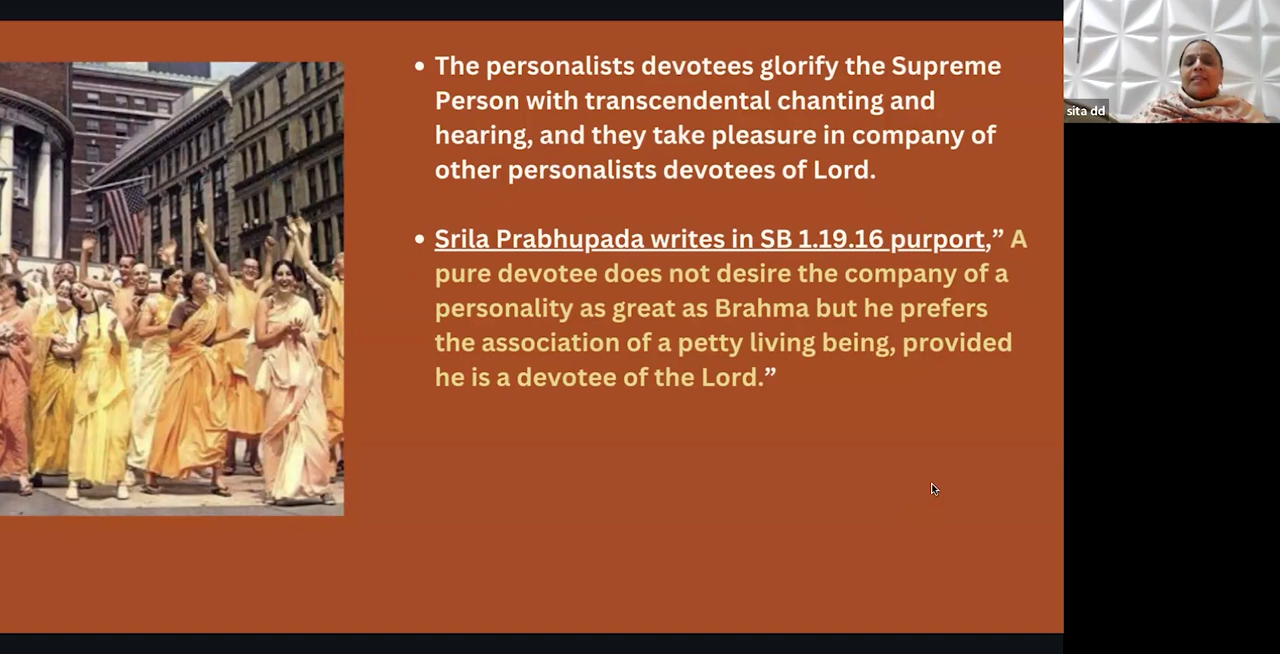 • The personalists devotees glorify the Supreme
Person with transcendental chanting and
hearing, and they take pleasure in company of
other personalists devotees of Lord.
• Srila Prabhupada writes in SB 1.19.16 purport,” A
pure devotee does not desire the company of a
personality as great as Brahma but he prefers
the association of a petty living being, provided
he is a devotee of the Lord.”
sita dd